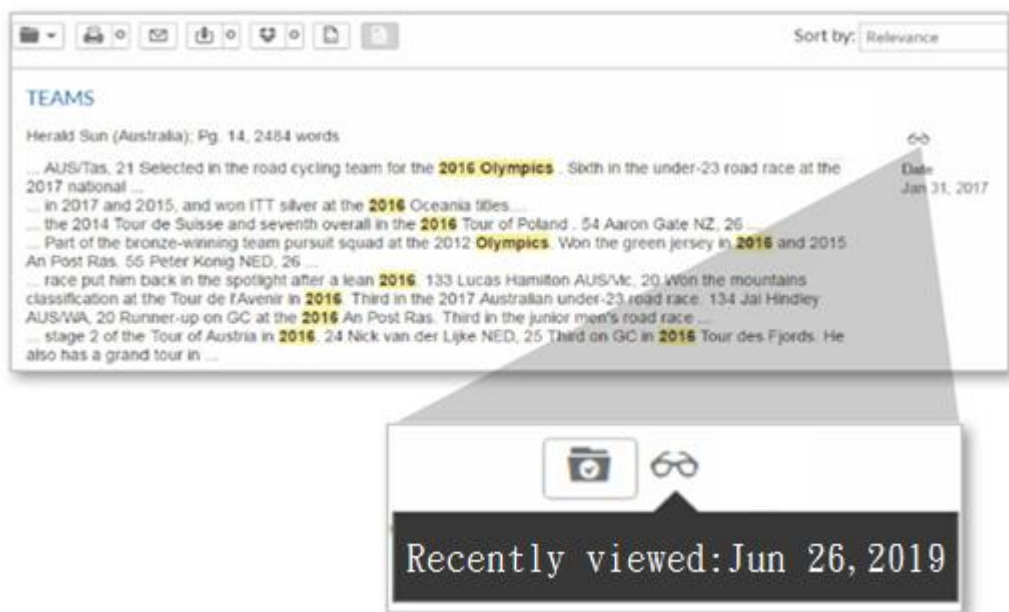 Sort by: Relevance
TEAMS
Herald Sun (Australia); Pg. 14, 2484 words
... AUS/Tas, 21 Selected in the road cycling team for the 2016 Olympics . Sixth in the under-23 road race at the
2017 national ...
... in 2017 and 2015, and won ITT silver at the 2016 Oceania titles....
... the 2014 Tour de Suisse and seventh overall in the 2016 Tour of Poland . 54 Aaron Gate NZ, 26 ...
... Part of the bronze-winning team pursuit squad at the 2012 Olympics. Won the green jersey in 2016 and 2015
An Post Ras. 55 Peter Konig NED, 26 ...
... race put him back in the spotlight after a lean 2016. 133 Lucas Hamilton AUS/Vic, 20 Won the mountains
classification at the Tour de l'Avenir in 2016. Third in the 2017 Australian under-23 road race. 134 Jai Hindley
AUS/WA, 20 Runner-up on GC at the 2016 An Post Ras. Third in the junior men's road race ...
... stage 2 of the Tour of Austria in 2016. 24 Nick van der Lijke NED, 25 Third on GC in 2016 Tour des Fjords. He
also has a grand tour in ...
Date
Jan 31, 2017
Recently viewed:Jun 26,2019